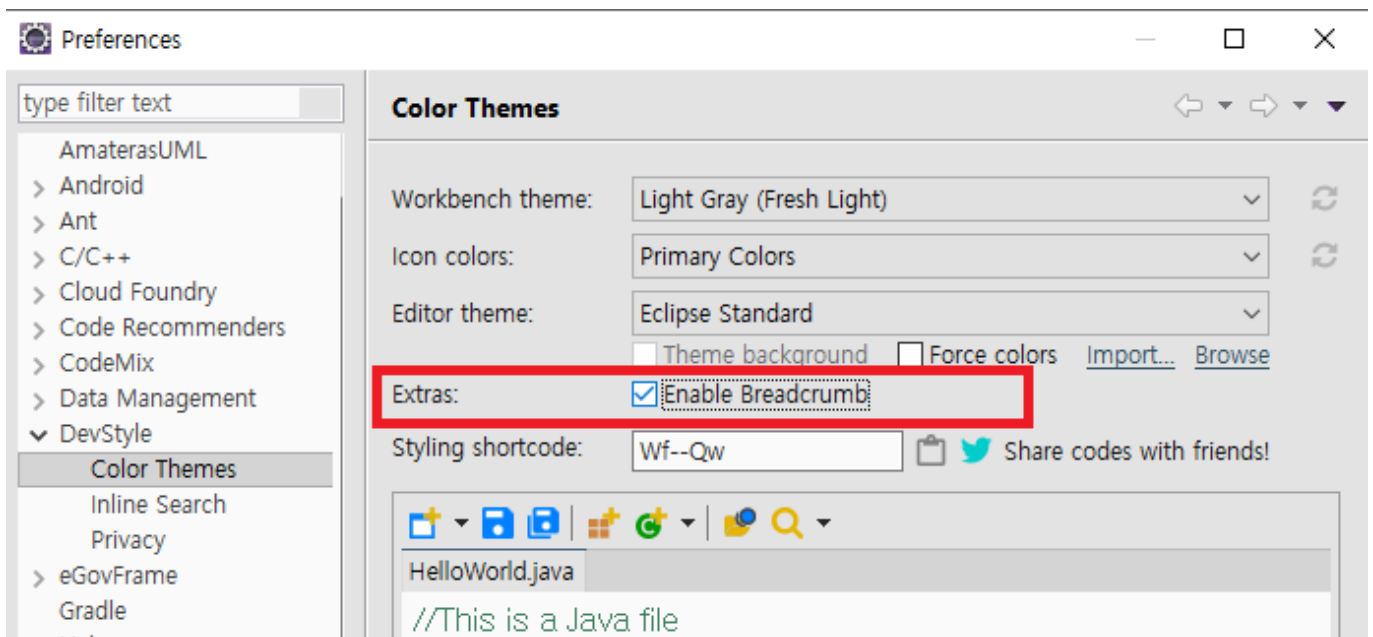 Preferences
type filter text
AmaterasUML
Android
Ant
C/C++
Cloud Foundry
Code Recommenders
CodeMix
Data Management
DevStyle
Color Themes
Inline Search
Privacy
eGovFrame
Gradle
Color Themes
Workbench theme: Light Gray (Fresh Light)
Icon colors: Primary Colors
Editor theme: Eclipse Standard
Theme background Force colors Import... Browse
Extras: Enable Breadcrumb
Styling shortcode: Wf--Qw Share codes with friends!
HelloWorld.java
//This is a Java file